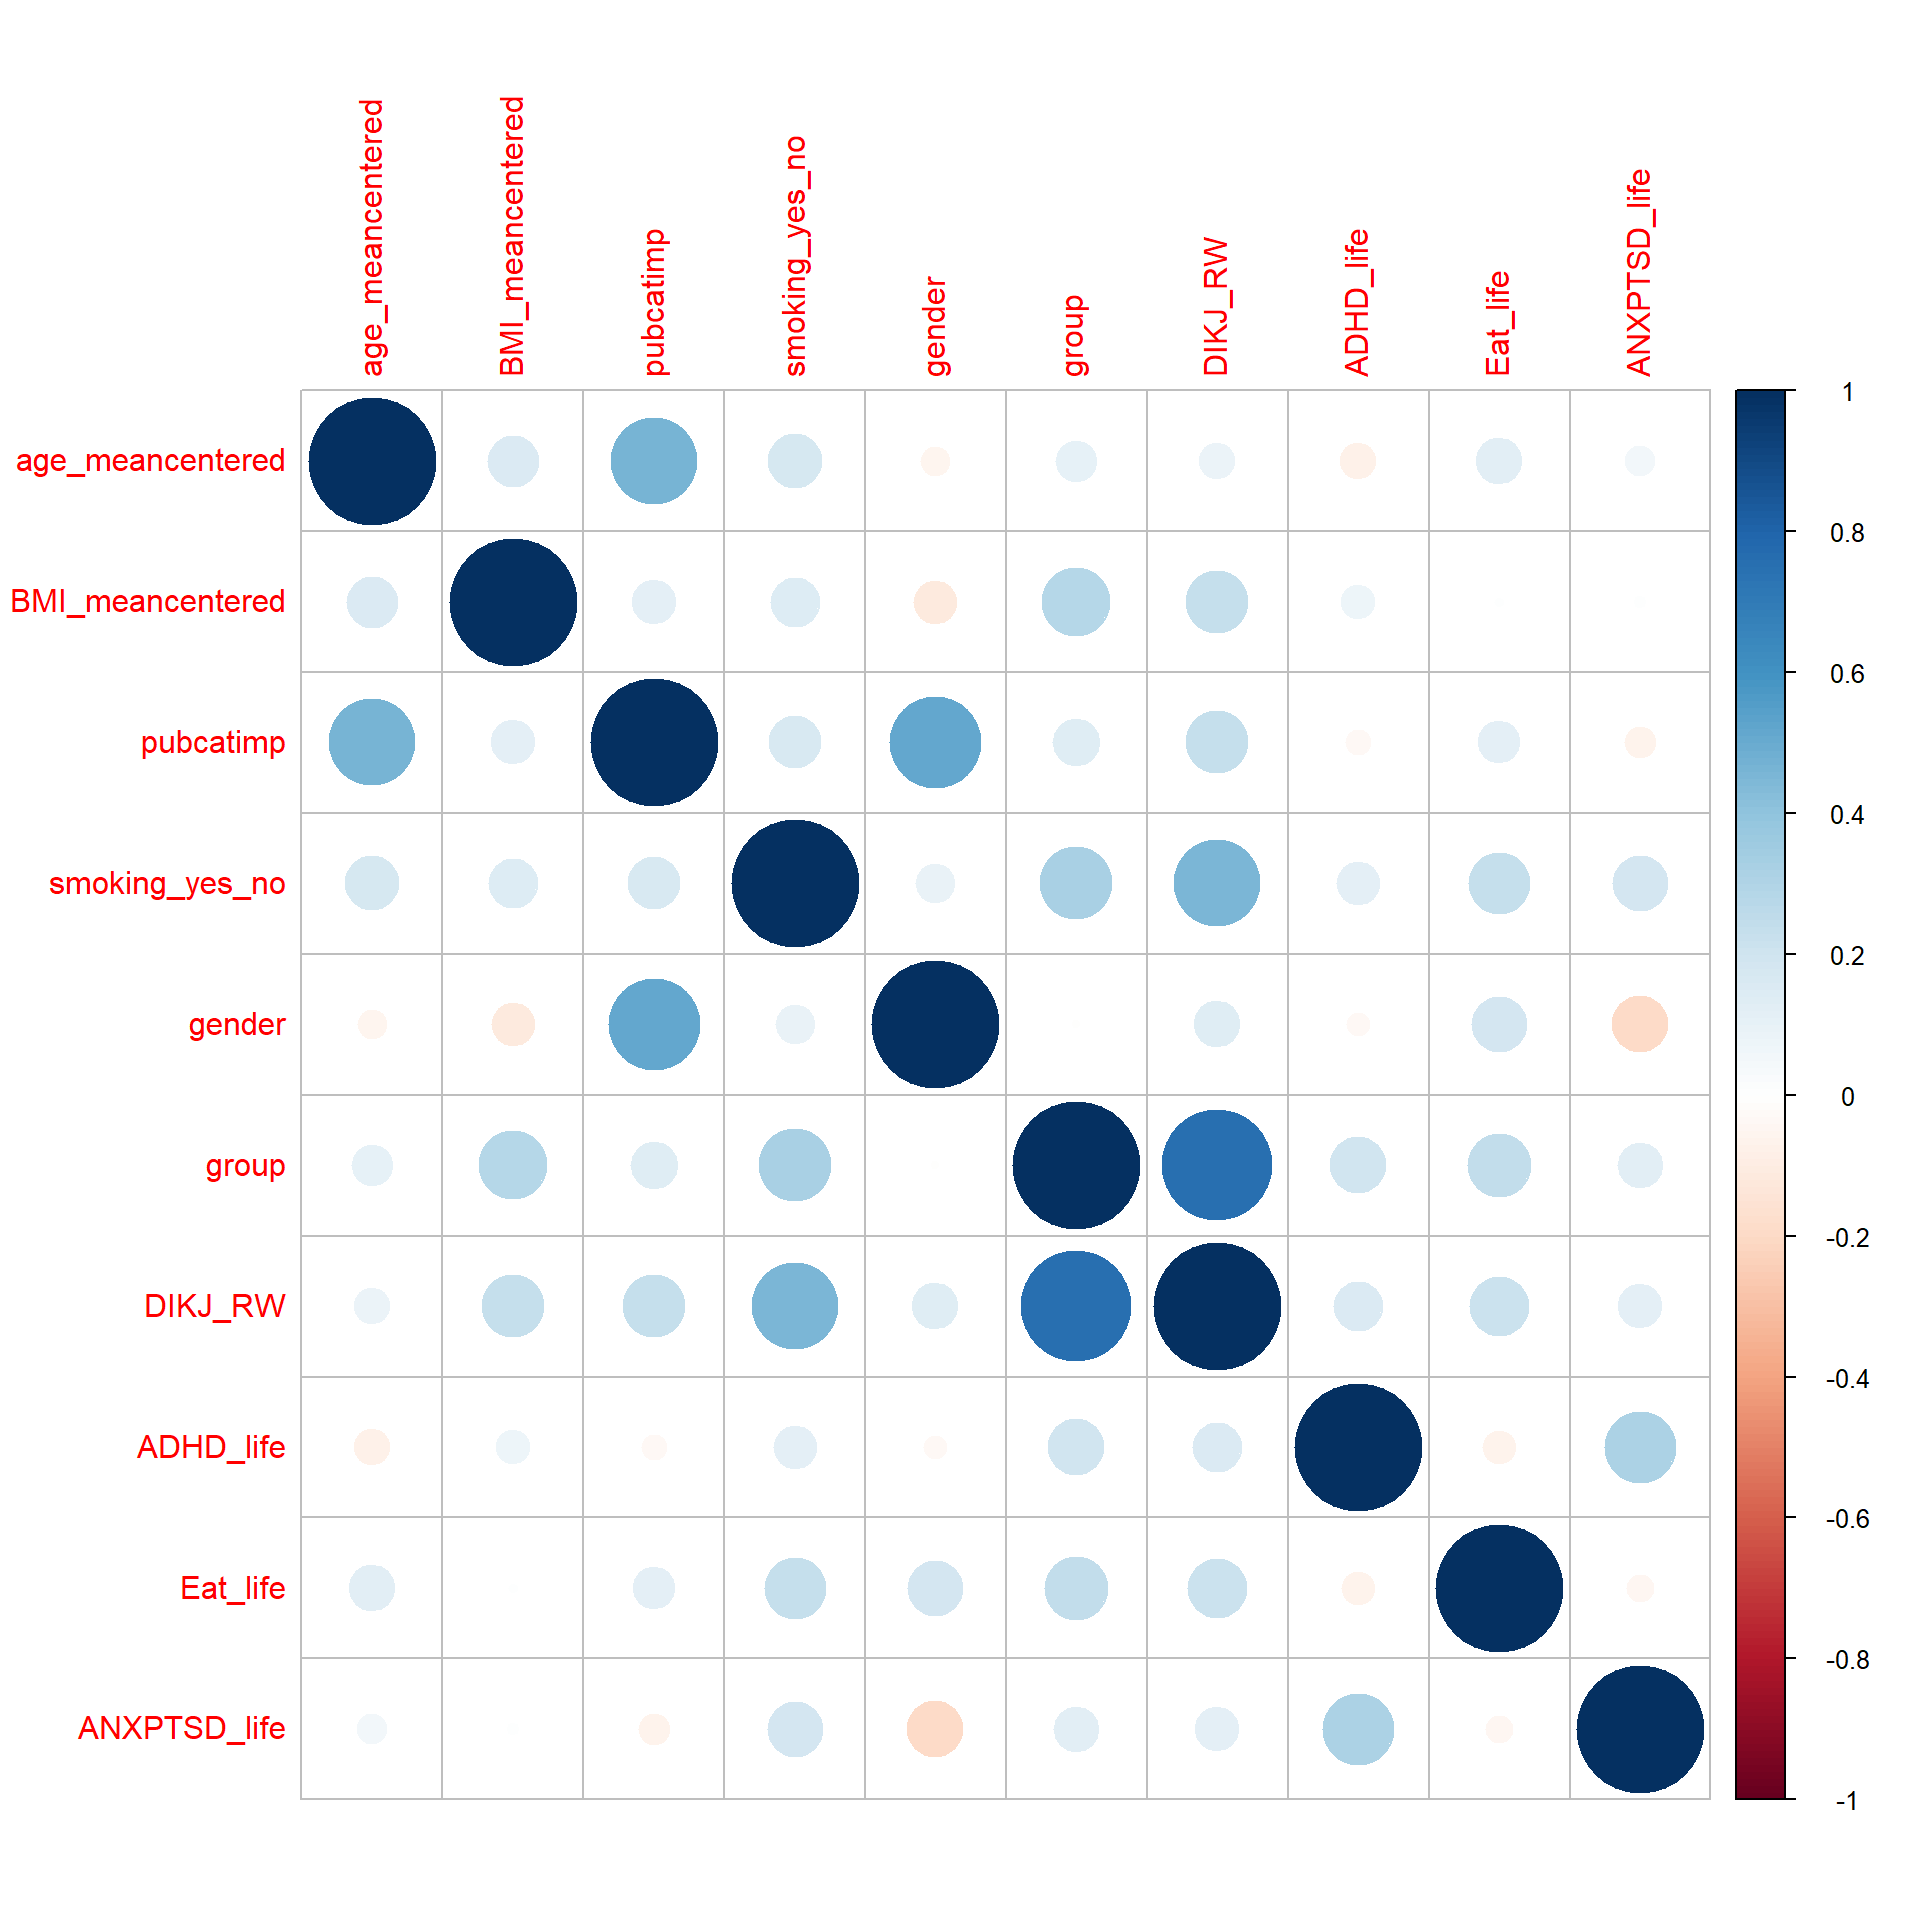 age_meancentered
BMI_meancentered
pubcatimp
smoking_yes_no
gender
group
DIKJ_RW
ADHD_life
Eat_life
ANXPTSD_life
age_meancentered
BMI_meancentered
pubcatimp
smoking_yes_no
gender
group
DIKJ_RW
ADHD_life
Eat_life
ANXPTSD_life
1
0.8
0.6
0.4
0.2
0
-0.2
-0.4
-0.6
-0.8
-1